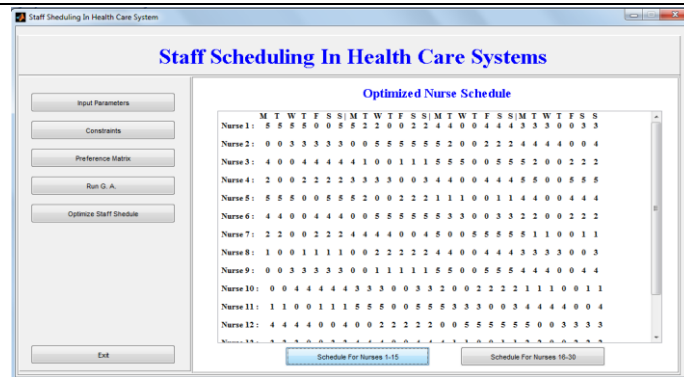 Staff Sheduling In Health Care System
Staff Scheduling In Health Care Systems
Input Parameters
Constraints
Preference Matrix
Run G. A.
Optimize Staff Shedule
Exit
Optimized Nurse Schedule
M T W T F S S | M T W T F S S | M T W T F S S | M T W T F S S
Nurse 1 : 5 5 5 5 0 0 5 5 2 2 0 0 2 2 4 4 0 0 4 4 4 3 3 3 0 0 3 3
Nurse 2 : 0 0 3 3 3 3 3 0 0 5 5 5 5 5 5 2 0 0 2 2 2 4 4 4 4 0 0 4
Nurse 3 : 4 0 0 4 4 4 4 4 1 0 0 1 1 1 5 5 5 0 0 5 5 5 2 0 0 2 2 2
Nurse 4 : 2 0 0 2 2 2 2 3 3 3 3 0 0 3 4 4 0 0 4 4 4 5 5 0 0 5 5 5
Nurse 5 : 5 5 5 0 0 5 5 5 2 0 0 2 2 2 1 1 1 0 0 1 1 4 4 0 0 4 4 4
Nurse 6 : 4 4 0 0 4 4 4 0 0 5 5 5 5 5 5 3 3 0 0 3 3 2 2 0 0 2 2 2
Nurse 7 : 2 2 0 0 2 2 2 4 4 4 4 0 0 4 5 0 0 5 5 5 5 5 1 1 0 0 1 1
Nurse 8 : 1 0 0 1 1 1 1 0 0 2 2 2 2 2 4 4 0 0 4 4 4 3 3 3 3 0 0 3
Nurse 9 : 0 0 3 3 3 3 3 0 0 1 1 1 1 1 5 5 0 0 5 5 5 4 4 4 0 0 4 4
Nurse 10 : 0 0 4 4 4 4 4 3 3 3 0 0 3 3 2 0 0 2 2 2 2 1 1 1 0 0 1 1
Nurse 11 : 1 1 0 0 1 1 1 5 5 5 0 0 5 5 5 3 3 3 0 0 3 4 4 4 4 0 0 4
Nurse 12 : 4 4 4 4 0 0 4 0 0 2 2 2 2 2 0 0 5 5 5 5 5 5 0 0 3 3 3 3
Schedule For Nurses 1-15
Schedule For Nurses 16-30